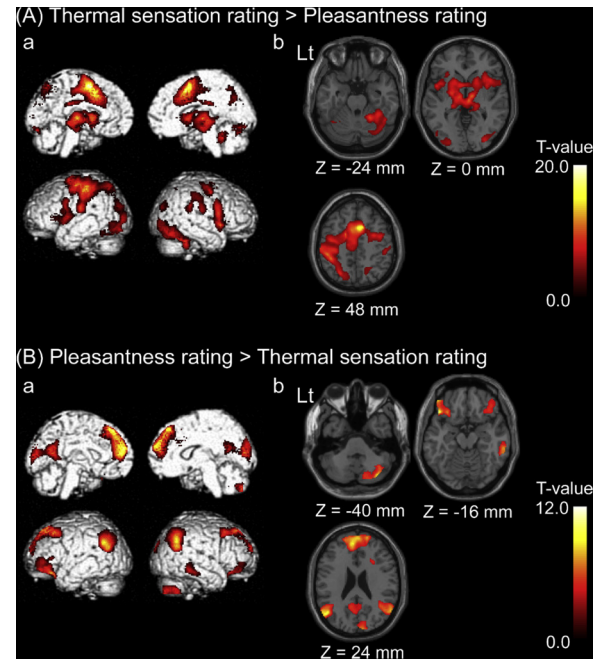 (A) Thermal sensation rating > Pleasantness rating
a
b
Lt
Z = -24 mm
Z = 0 mm
T-value
20.0
0.0
Z = 48 mm
(B) Pleasantness rating > Thermal sensation rating
a
b
Lt
Z = -40 mm
Z = -16 mm
T-value
12.0
0.0
Z = 24 mm